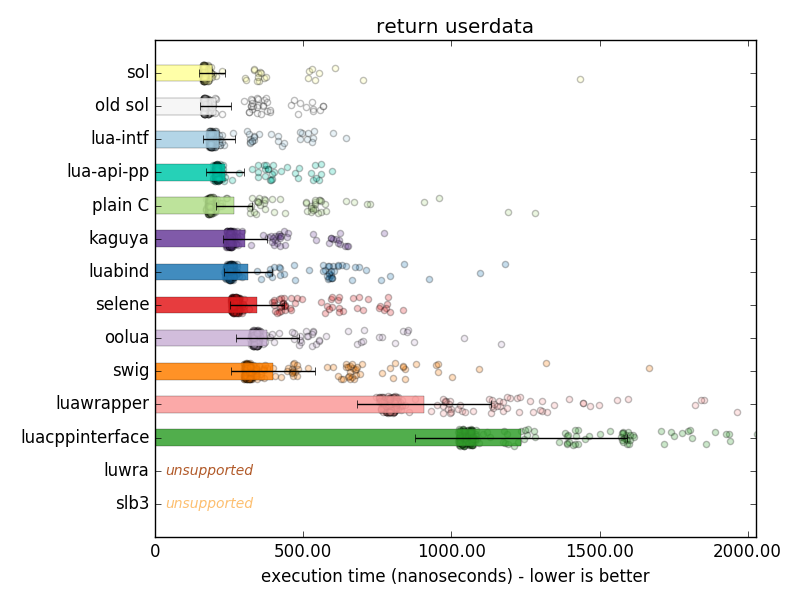 return userdata
sol
old sol
lua-intf
lua-api-pp
plain C
kaguya
luabind
selene
oolua
swig
luawrapper
luacppinterface
luwra unsupported
slb3 unsupported
0 500.00 1000.00 1500.00 2000.00
execution time (nanoseconds) - lower is better